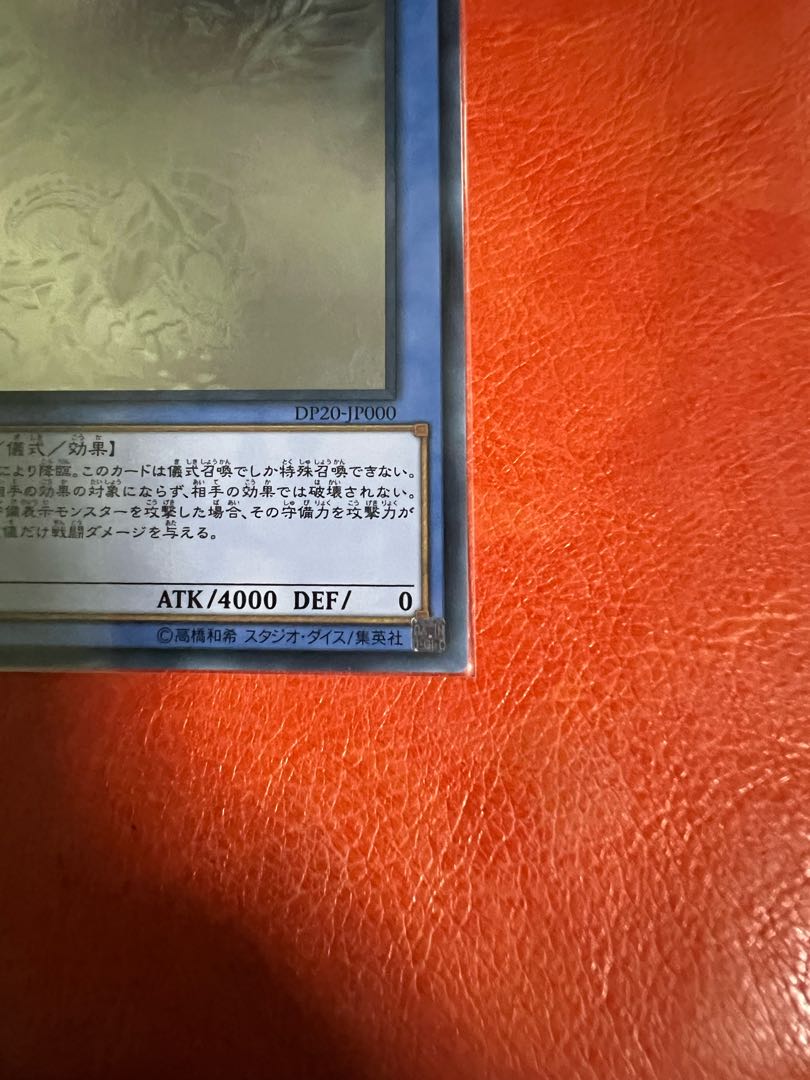 DP20-JP000
／儀式／効果】
により降臨。このカードは儀式召喚でしか特殊召喚できない。
相手の効果の対象にならず、相手の効果では破壊されない。
守備表示モンスターを攻撃した場合、その守備力を攻撃力が
値だけ戦闘ダメージを与える。
ATK/4000 DEF/ 0
©高橋和希 スタジオ・ダイス/集英社